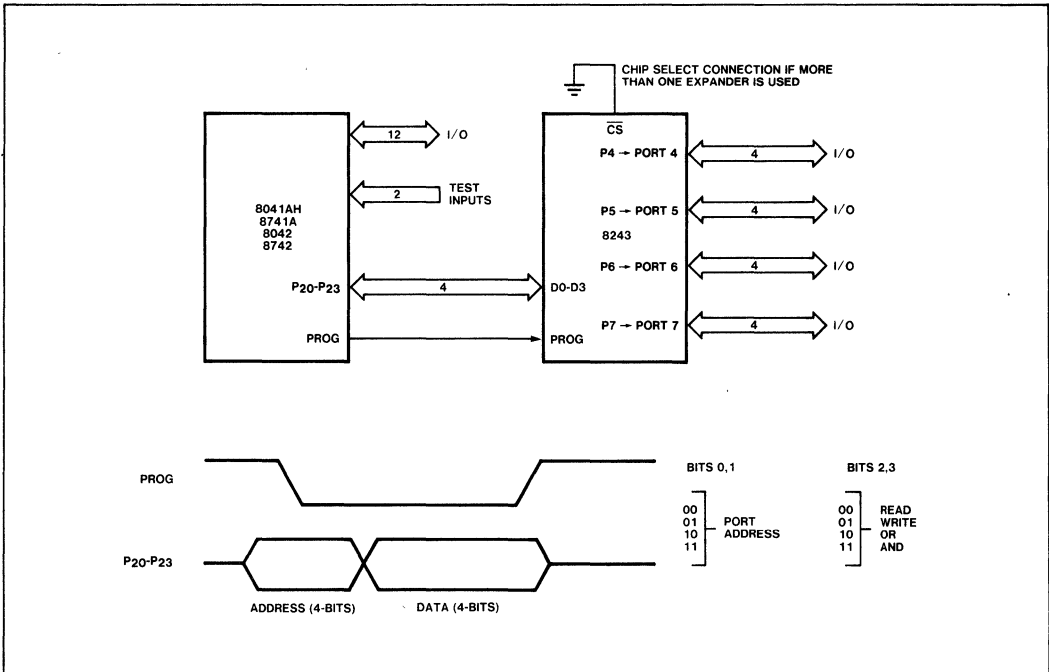 CHIP SELECT CONNECTION IF MORE
THAN ONE EXPANDER IS USED
CS
12 I/O
P4 → PORT 4 4 I/O
2 TEST
INPUTS
8041AH
8741A
8042
8742
P5 → PORT 5 4 I/O
8243
P6 → PORT 6 4 I/O
P20-P23 4 D0-D3
P7 → PORT 7 4 I/O
PROG PROG
PROG
P20-P23
ADDRESS (4-BITS) DATA (4-BITS)
BITS 0,1
00
01
10
11
PORT
ADDRESS
BITS 2,3
00 READ
01 WRITE
10 OR
11 AND